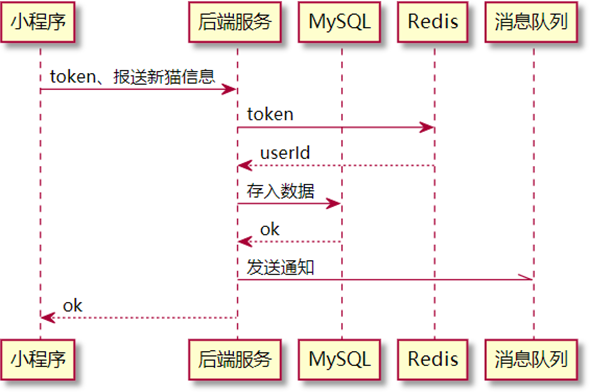 小程序
后端服务
MySQL
Redis
消息队列
token、报送新猫信息
token
userId
存入数据
ok
发送通知
ok
小程序
后端服务
MySQL
Redis
消息队列